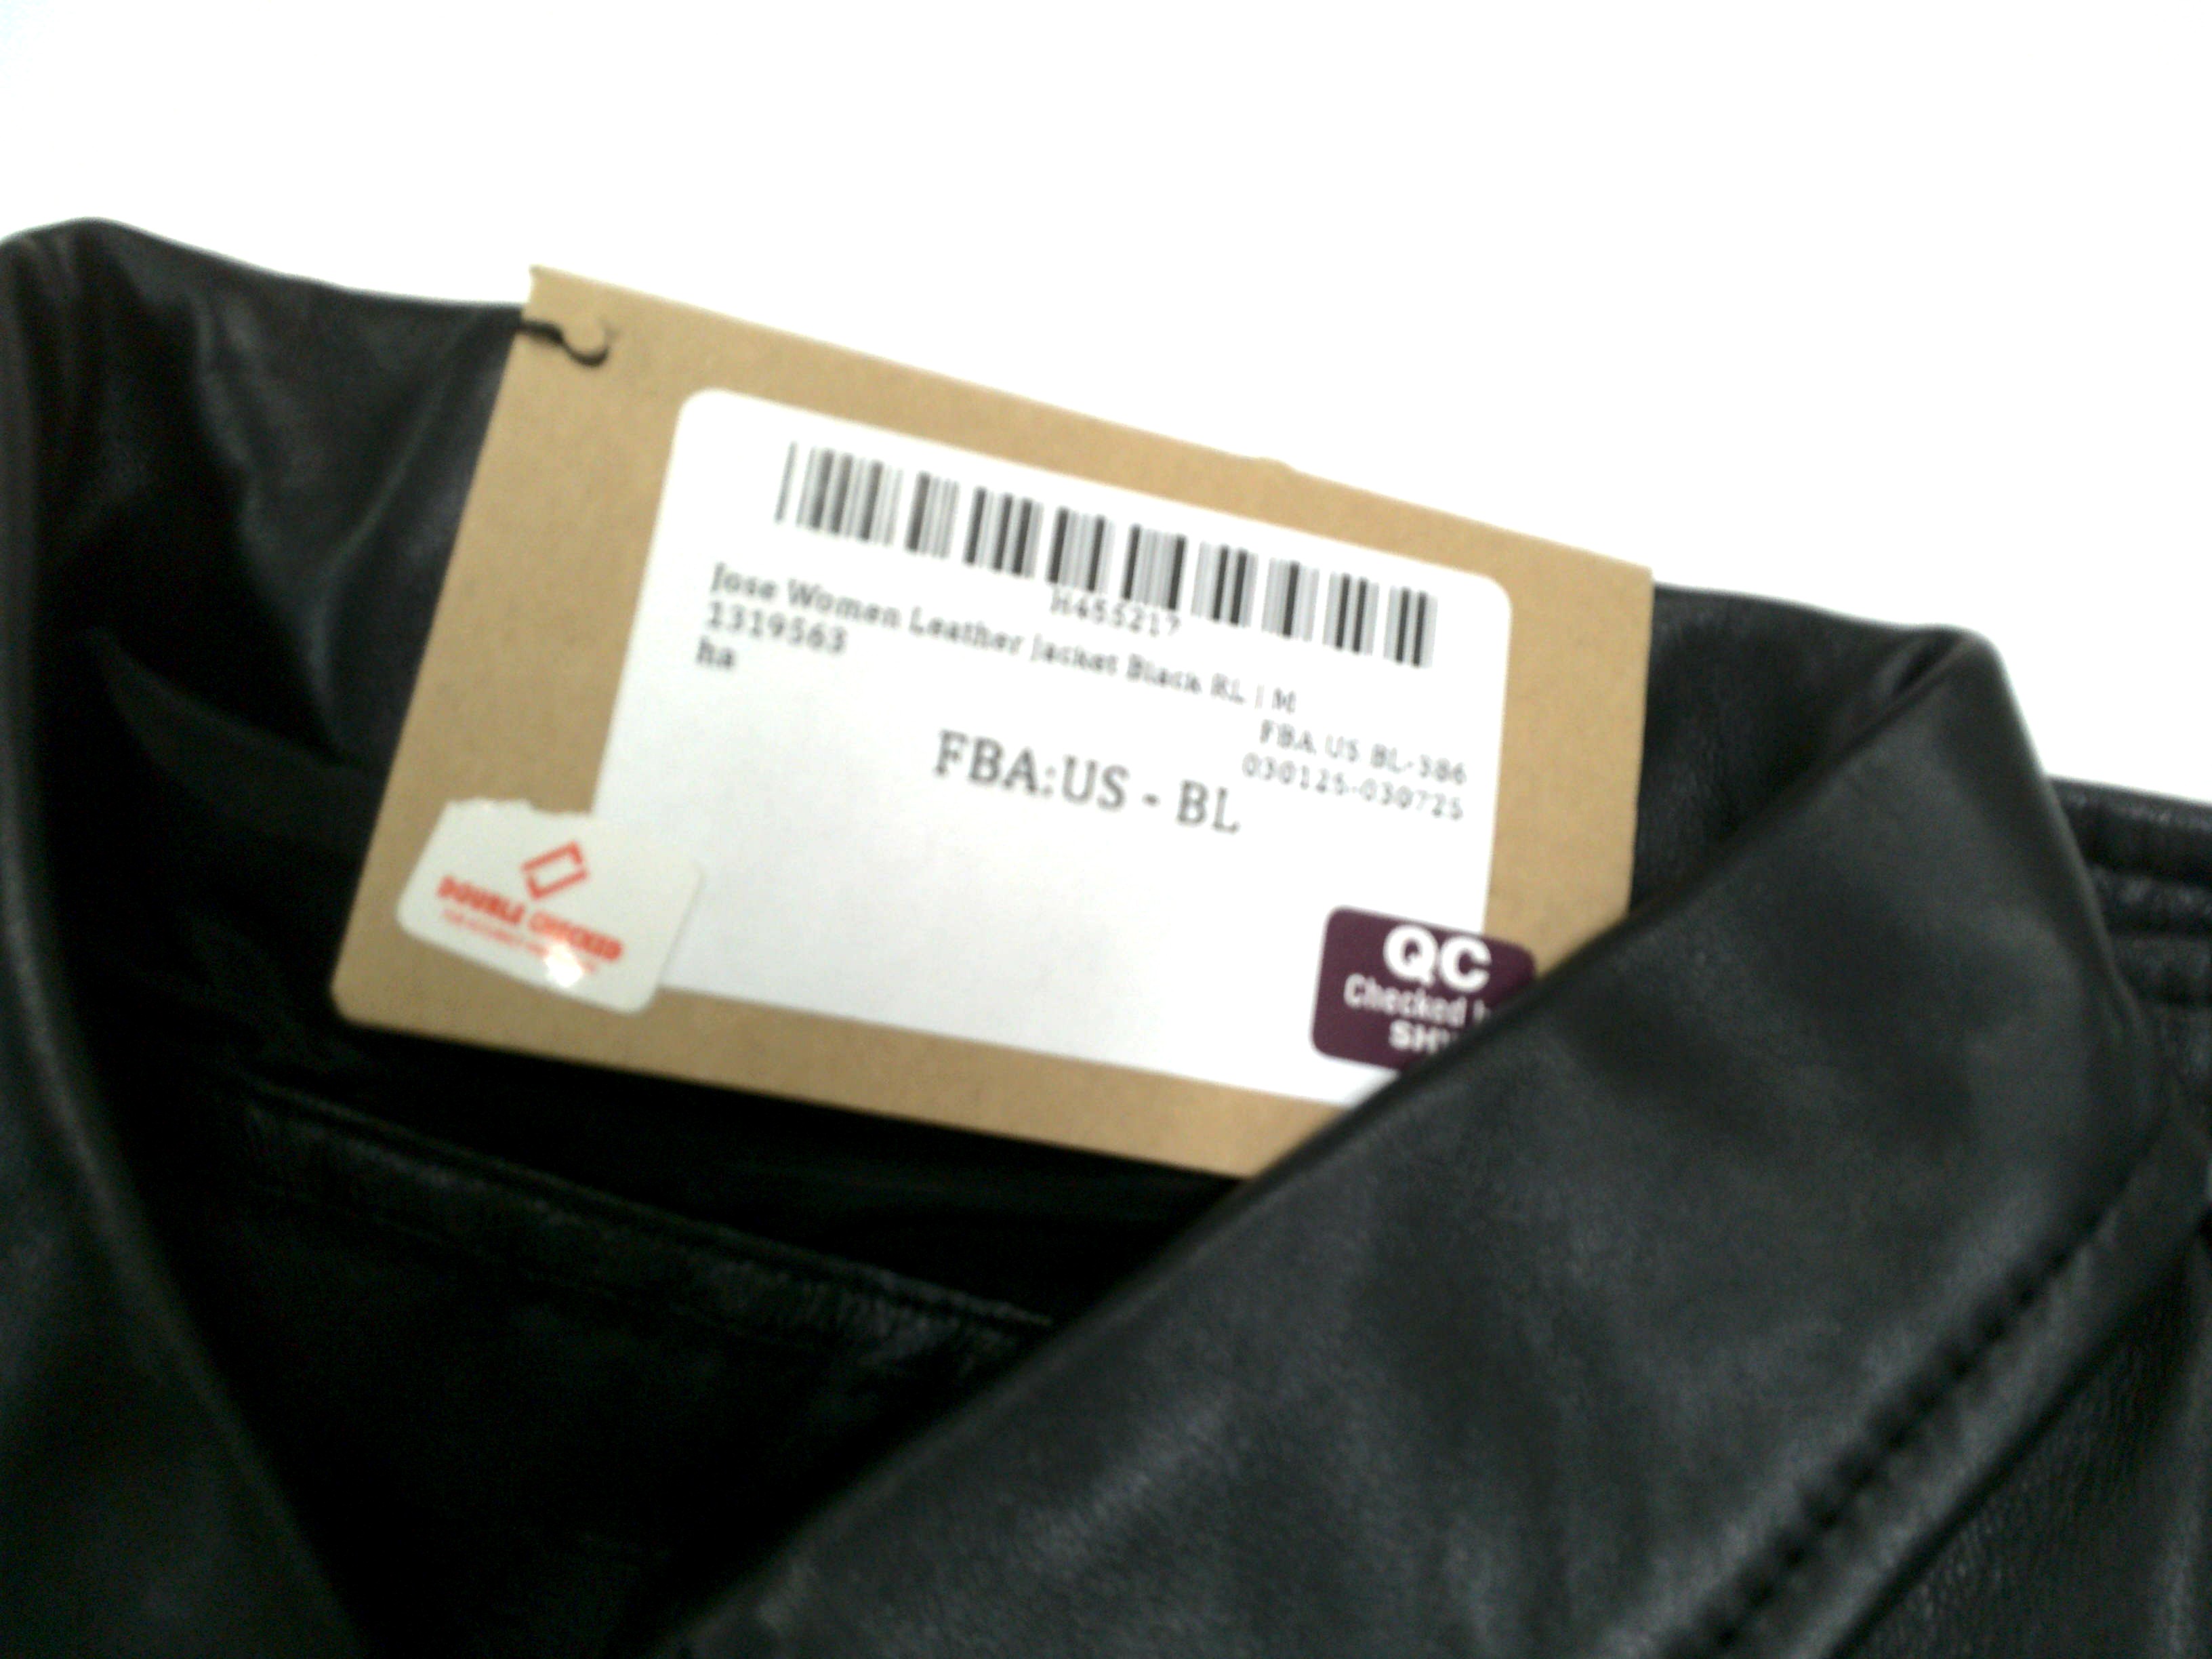 H455217
Jose Women Leather Jacket Black RL | M
1319563
ha
FBA US BL-386
030125-030725
FBA:US - BL
DOUBLE CHECKED
QC
Checked